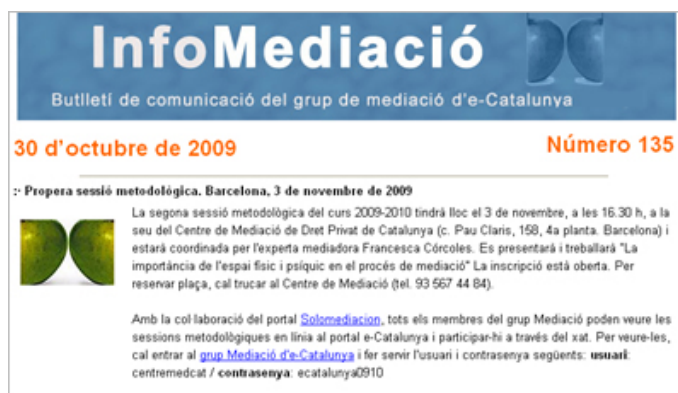 InfoMediació
Butlletí de comunicació del grup de mediació d'e-Catalunya
30 d'octubre de 2009
Número 135
:· Propera sessió metodològica. Barcelona, 3 de novembre de 2009
La segona sessió metodològica del curs 2009-2010 tindrà lloc el 3 de novembre, a les 16.30 h, a la
seu del Centre de Mediació de Dret Privat de Catalunya (c. Pau Claris, 158, 4a planta. Barcelona) i
estarà coordinada per l'experta mediadora Francesca Córcoles. Es presentarà i treballarà "La
importància de l'espai físic i psíquic en el procés de mediació" La inscripció està oberta. Per
reservar plaça, cal trucar al Centre de Mediació (tel. 93 567 44 84).
Amb la col·laboració del portal Solomediacion, tots els membres del grup Mediació poden veure les
sessions metodològiques en línia al portal e-Catalunya i participar-hi a través del xat. Per veure-les,
cal entrar al grup Mediació d'e-Catalunya i fer servir l'usuari i contrasenya següents: usuari:
centremedcat / contrasenya: ecatalunya0910